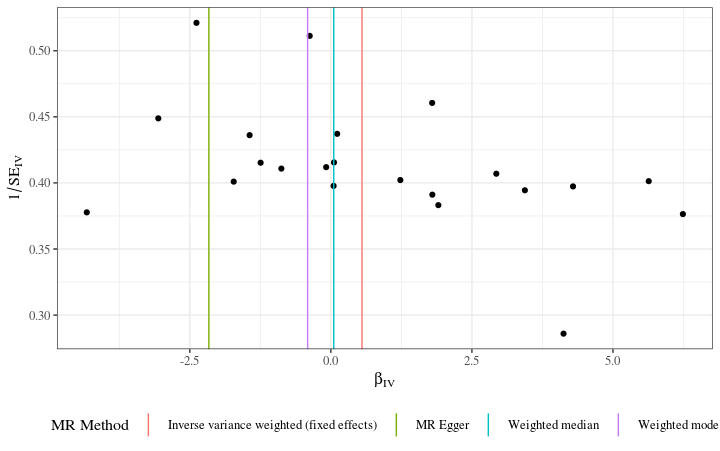 0.50
0.45
0.40
0.35
0.30
1/SE_IV
-2.5 0.0 2.5 5.0
β_IV
MR Method Inverse variance weighted (fixed effects) MR Egger Weighted median Weighted mode